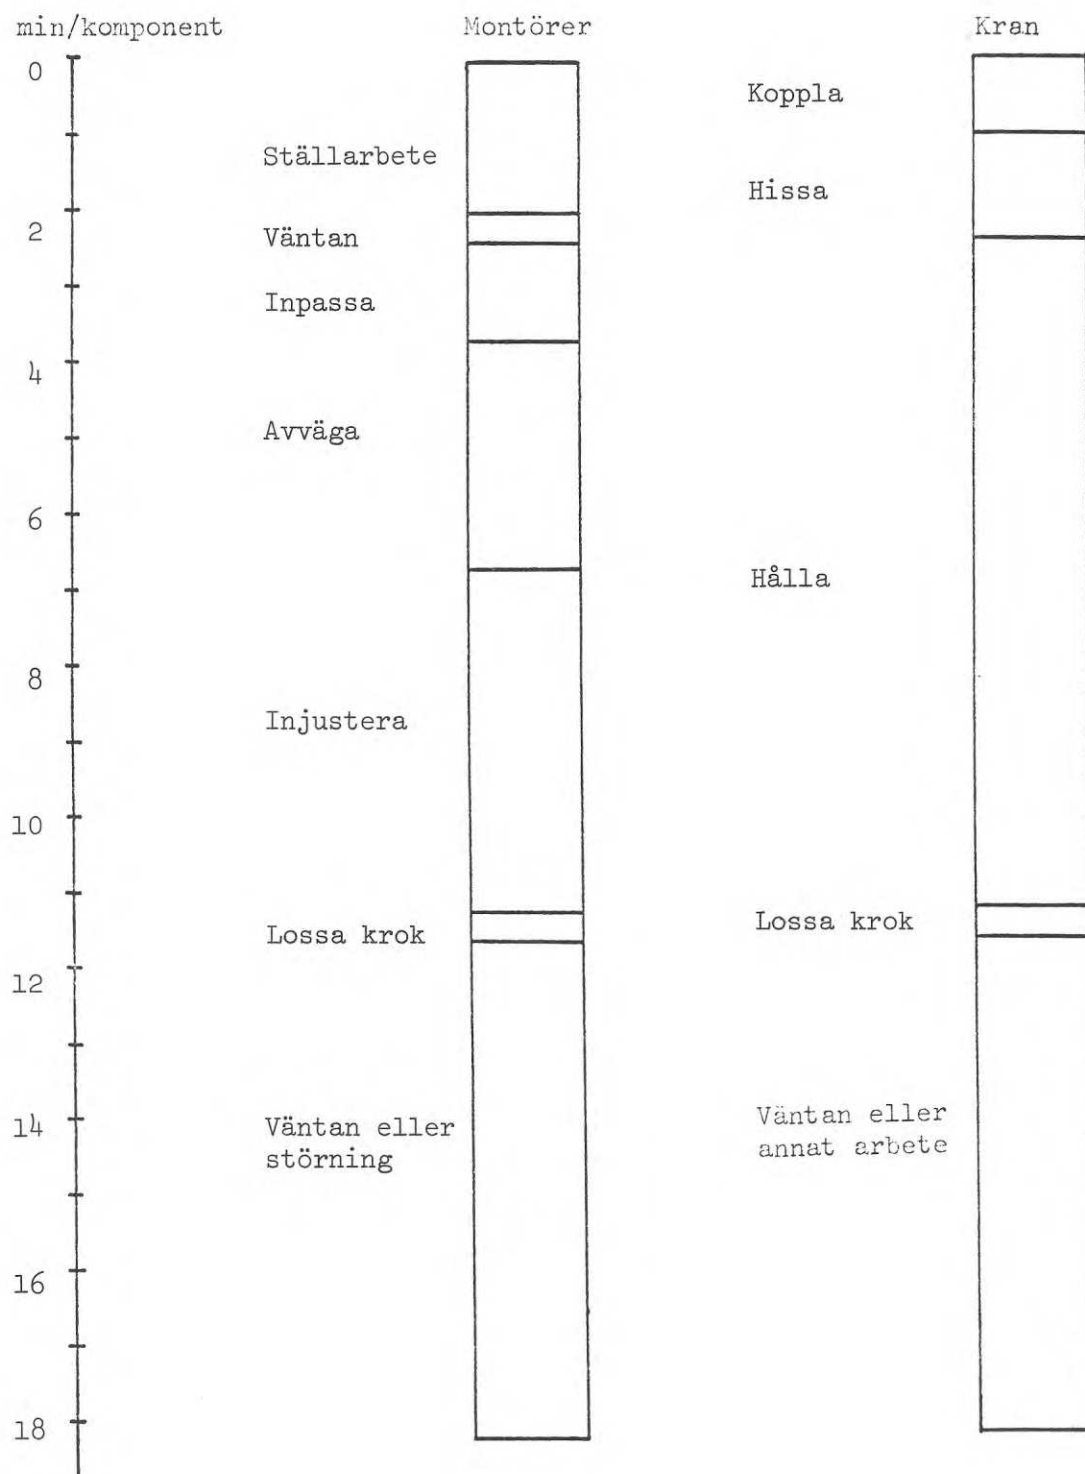 min/komponent Montörer Kran
0
Koppla
Ställarbete
Hissa
2
Väntan
Inpassa
4
Avväga
6
Hålla
8
Injustera
10
Lossa krok Lossa krok
12
14
Väntan eller
störning
Väntan eller
annat arbete
16
18